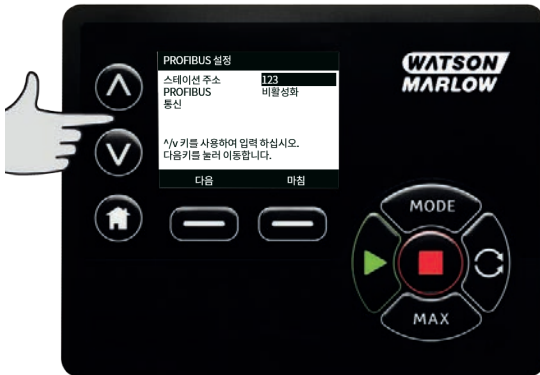 PROFIBUS 설정
스테이션 주소 123
PROFIBUS 비활성화
통신
^/v 키를 사용하여 입력 하십시오.
다음키를 눌러 이동합니다.
다음 마침
WATSON
MARLOW
MODE
MAX